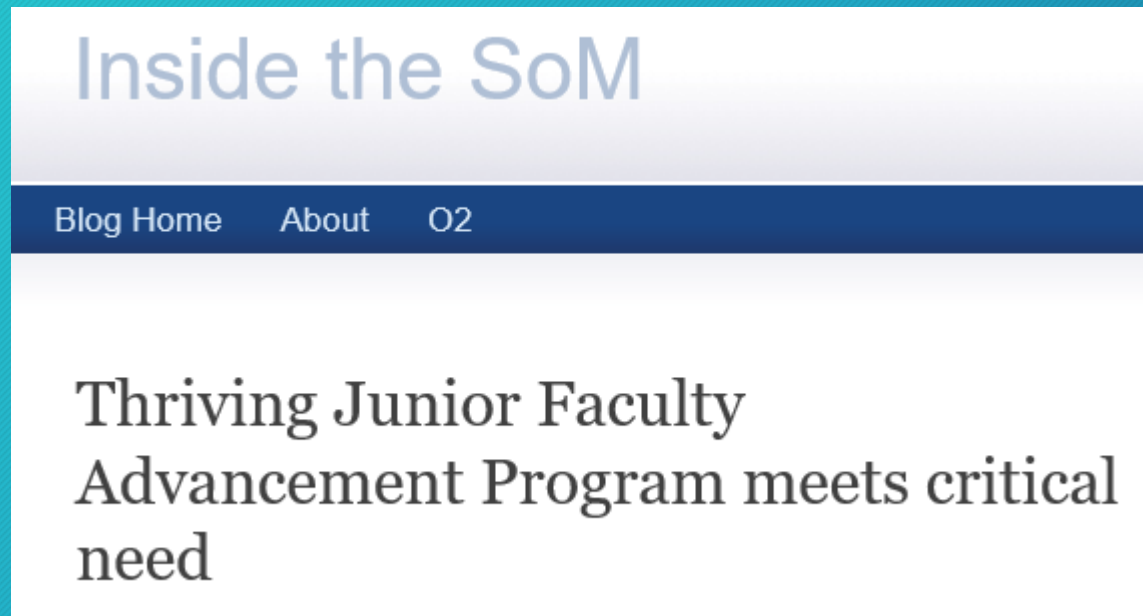 Inside the SoM
Blog Home About O2
Thriving Junior Faculty
Advancement Program meets critical
need